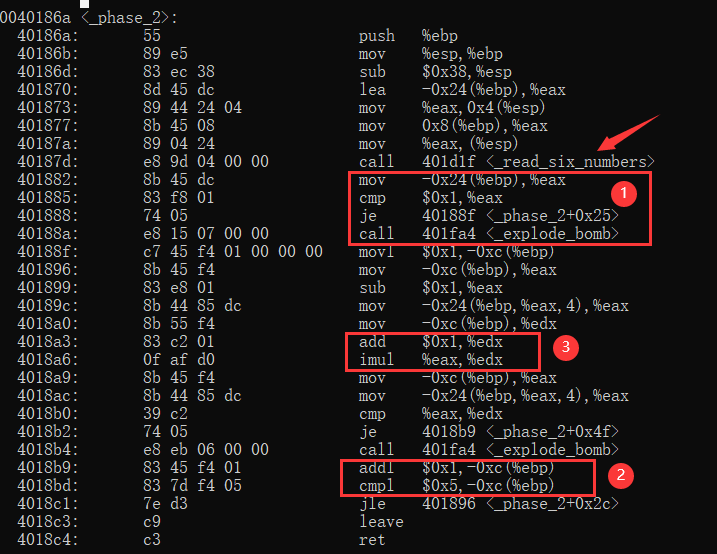 0040186a <_phase_2>:
40186a: 55 push %ebp
40186b: 89 e5 mov %esp,%ebp
40186d: 83 ec 38 sub $0x38,%esp
401870: 8d 45 dc lea -0x24(%ebp),%eax
401873: 89 44 24 04 mov %eax,0x4(%esp)
401877: 8b 45 08 mov 0x8(%ebp),%eax
40187a: 89 04 24 mov %eax,(%esp)
40187d: e8 9d 04 00 00 call 401d1f <_read_six_numbers>
401882: 8b 45 dc mov -0x24(%ebp),%eax
401885: 83 f8 01 cmp $0x1,%eax
401888: 74 05 je 40188f <_phase_2+0x25>
40188a: e8 15 07 00 00 call 401fa4 <_explode_bomb>
40188f: c7 45 f4 01 00 00 00 movl $0x1,-0xc(%ebp)
401896: 8b 45 f4 mov -0xc(%ebp),%eax
401899: 83 e8 01 sub $0x1,%eax
40189c: 8b 44 85 dc mov -0x24(%ebp,%eax,4),%eax
4018a0: 8b 55 f4 mov -0xc(%ebp),%edx
4018a3: 83 c2 01 add $0x1,%edx
4018a6: 0f af d0 imul %eax,%edx
4018a9: 8b 45 f4 mov -0xc(%ebp),%eax
4018ac: 8b 44 85 dc mov -0x24(%ebp,%eax,4),%eax
4018b0: 39 c2 cmp %eax,%edx
4018b2: 74 05 je 4018b9 <_phase_2+0x4f>
4018b4: e8 eb 06 00 00 call 401fa4 <_explode_bomb>
4018b9: 83 45 f4 01 addl $0x1,-0xc(%ebp)
4018bd: 83 7d f4 05 cmpl $0x5,-0xc(%ebp)
4018c1: 7e d3 jle 401896 <_phase_2+0x2c>
4018c3: c9 leave
4018c4: c3 ret
1
3
2